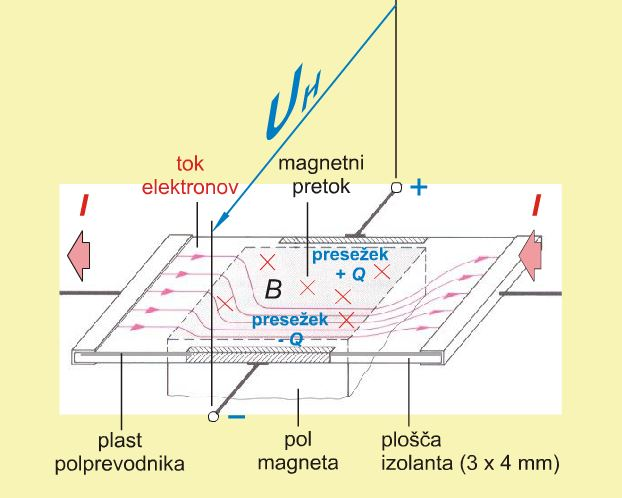 U_H
tok
elektronov
magnetni
pretok
+
I
I
presežek
+ Q
B
presežek
- Q
−
plast
polprevodnika
pol
magneta
plošča
izolanta (3 x 4 mm)